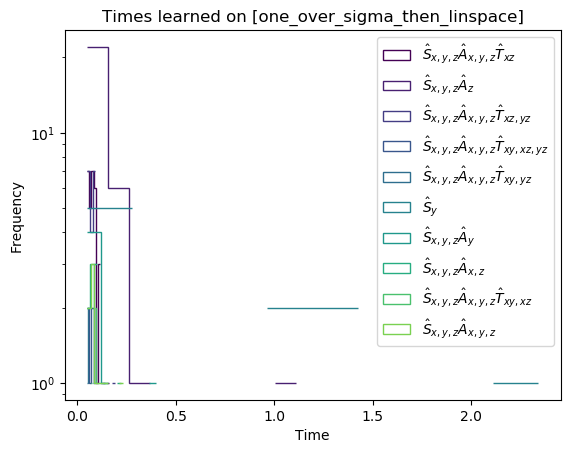 Times learned on [one_over_sigma_then_linspace]
Frequency
10¹
10⁰
$\hat{S}_{x,y,z}\hat{A}_{x,y,z}\hat{T}_{xz}$
$\hat{S}_{x,y,z}\hat{A}_{z}$
$\hat{S}_{x,y,z}\hat{A}_{x,y,z}\hat{T}_{xz,yz}$
$\hat{S}_{x,y,z}\hat{A}_{x,y,z}\hat{T}_{xy,xz,yz}$
$\hat{S}_{x,y,z}\hat{A}_{x,y,z}\hat{T}_{xy,yz}$
$\hat{S}_{y}$
$\hat{S}_{x,y,z}\hat{A}_{y}$
$\hat{S}_{x,y,z}\hat{A}_{x,z}$
$\hat{S}_{x,y,z}\hat{A}_{x,y,z}\hat{T}_{xy,xz}$
$\hat{S}_{x,y,z}\hat{A}_{x,y,z}$
0.0 0.5 1.0 1.5 2.0
Time